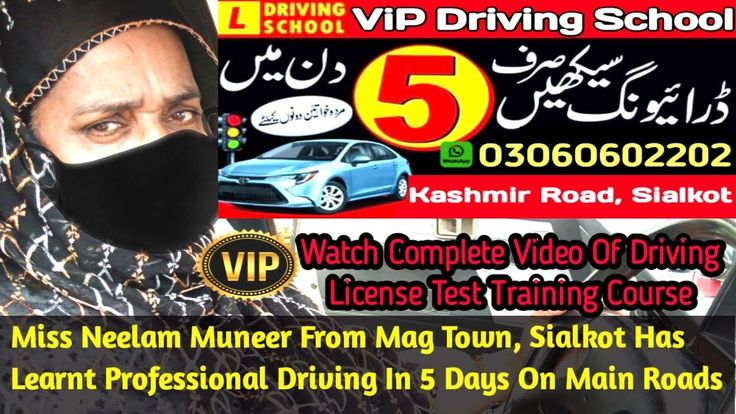 L DRIVING SCHOOL
ViP Driving School
ڈرائیونگ سیکھیں صرف 5 دن میں
مرد و خواتین دونوں کیلئے
WhatsApp 03060602202
Kashmir Road, Sialkot
VIP
Watch Complete Video Of Driving
License Test Training Course
Miss Neelam Muneer From Mag Town, Sialkot Has
Learnt Professional Driving In 5 Days On Main Roads